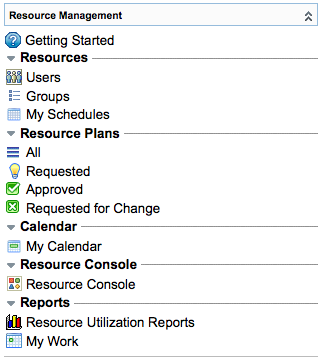 Resource Management
Getting Started
Resources
Users
Groups
My Schedules
Resource Plans
All
Requested
Approved
Requested for Change
Calendar
My Calendar
Resource Console
Resource Console
Reports
Resource Utilization Reports
My Work